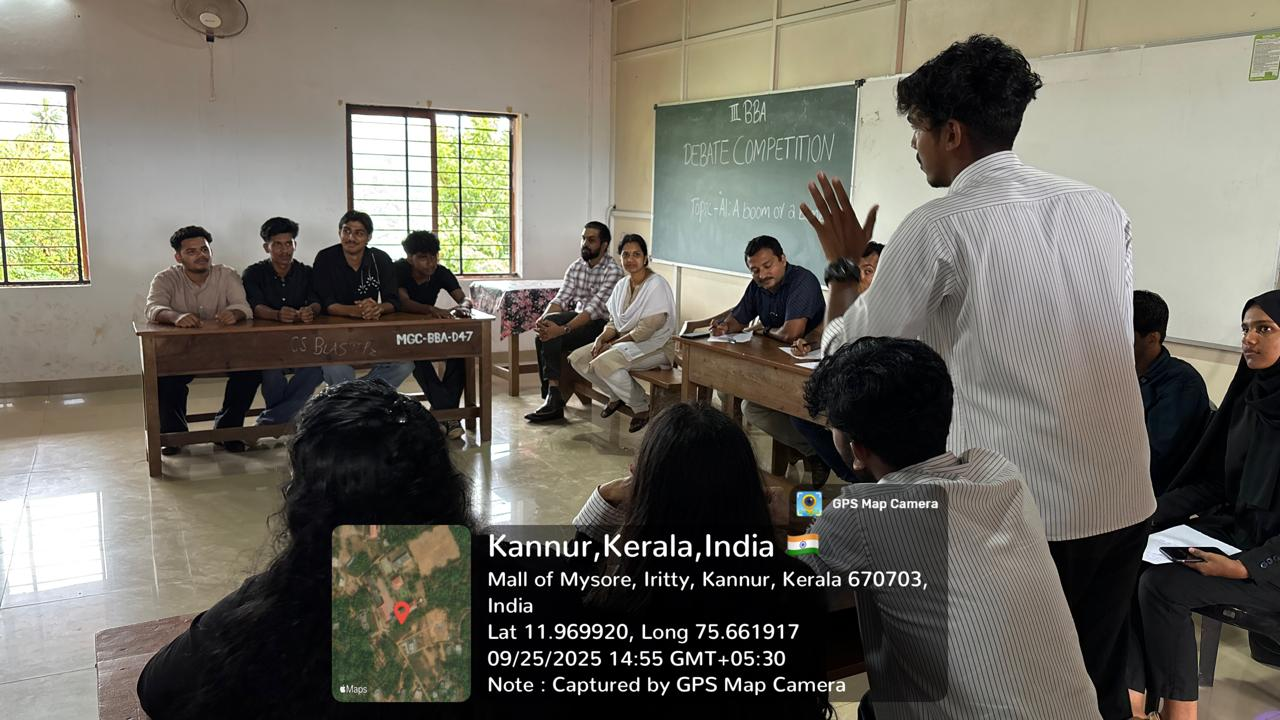 III BBA
DEBATE COMPETITION
Topic - AI: A boom or a
MGC-BBA-D47
GPS Map Camera
Kannur,Kerala,India
Mall of Mysore, Iritty, Kannur, Kerala 670703,
India
Lat 11.969920, Long 75.661917
09/25/2025 14:55 GMT+05:30
Note : Captured by GPS Map Camera
Maps